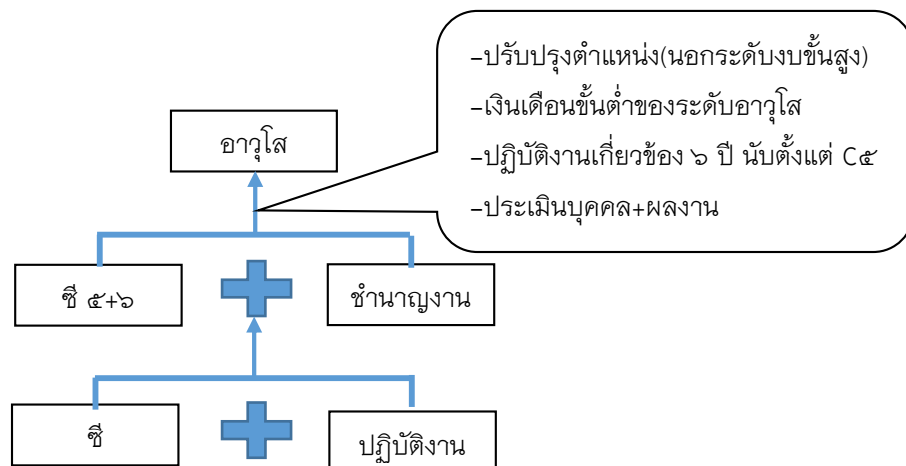 –ปรับปรุงตำแหน่ง(นอกระดับงบขั้นสูง)
–เงินเดือนขั้นต่ำของระดับอาวุโส
–ปฏิบัติงานเกี่ยวข้อง ๖ ปี นับตั้งแต่ C๕
–ประเมินบุคคล+ผลงาน
อาวุโส
ซี ๕+๖
ชำนาญงาน
ซี
ปฏิบัติงาน